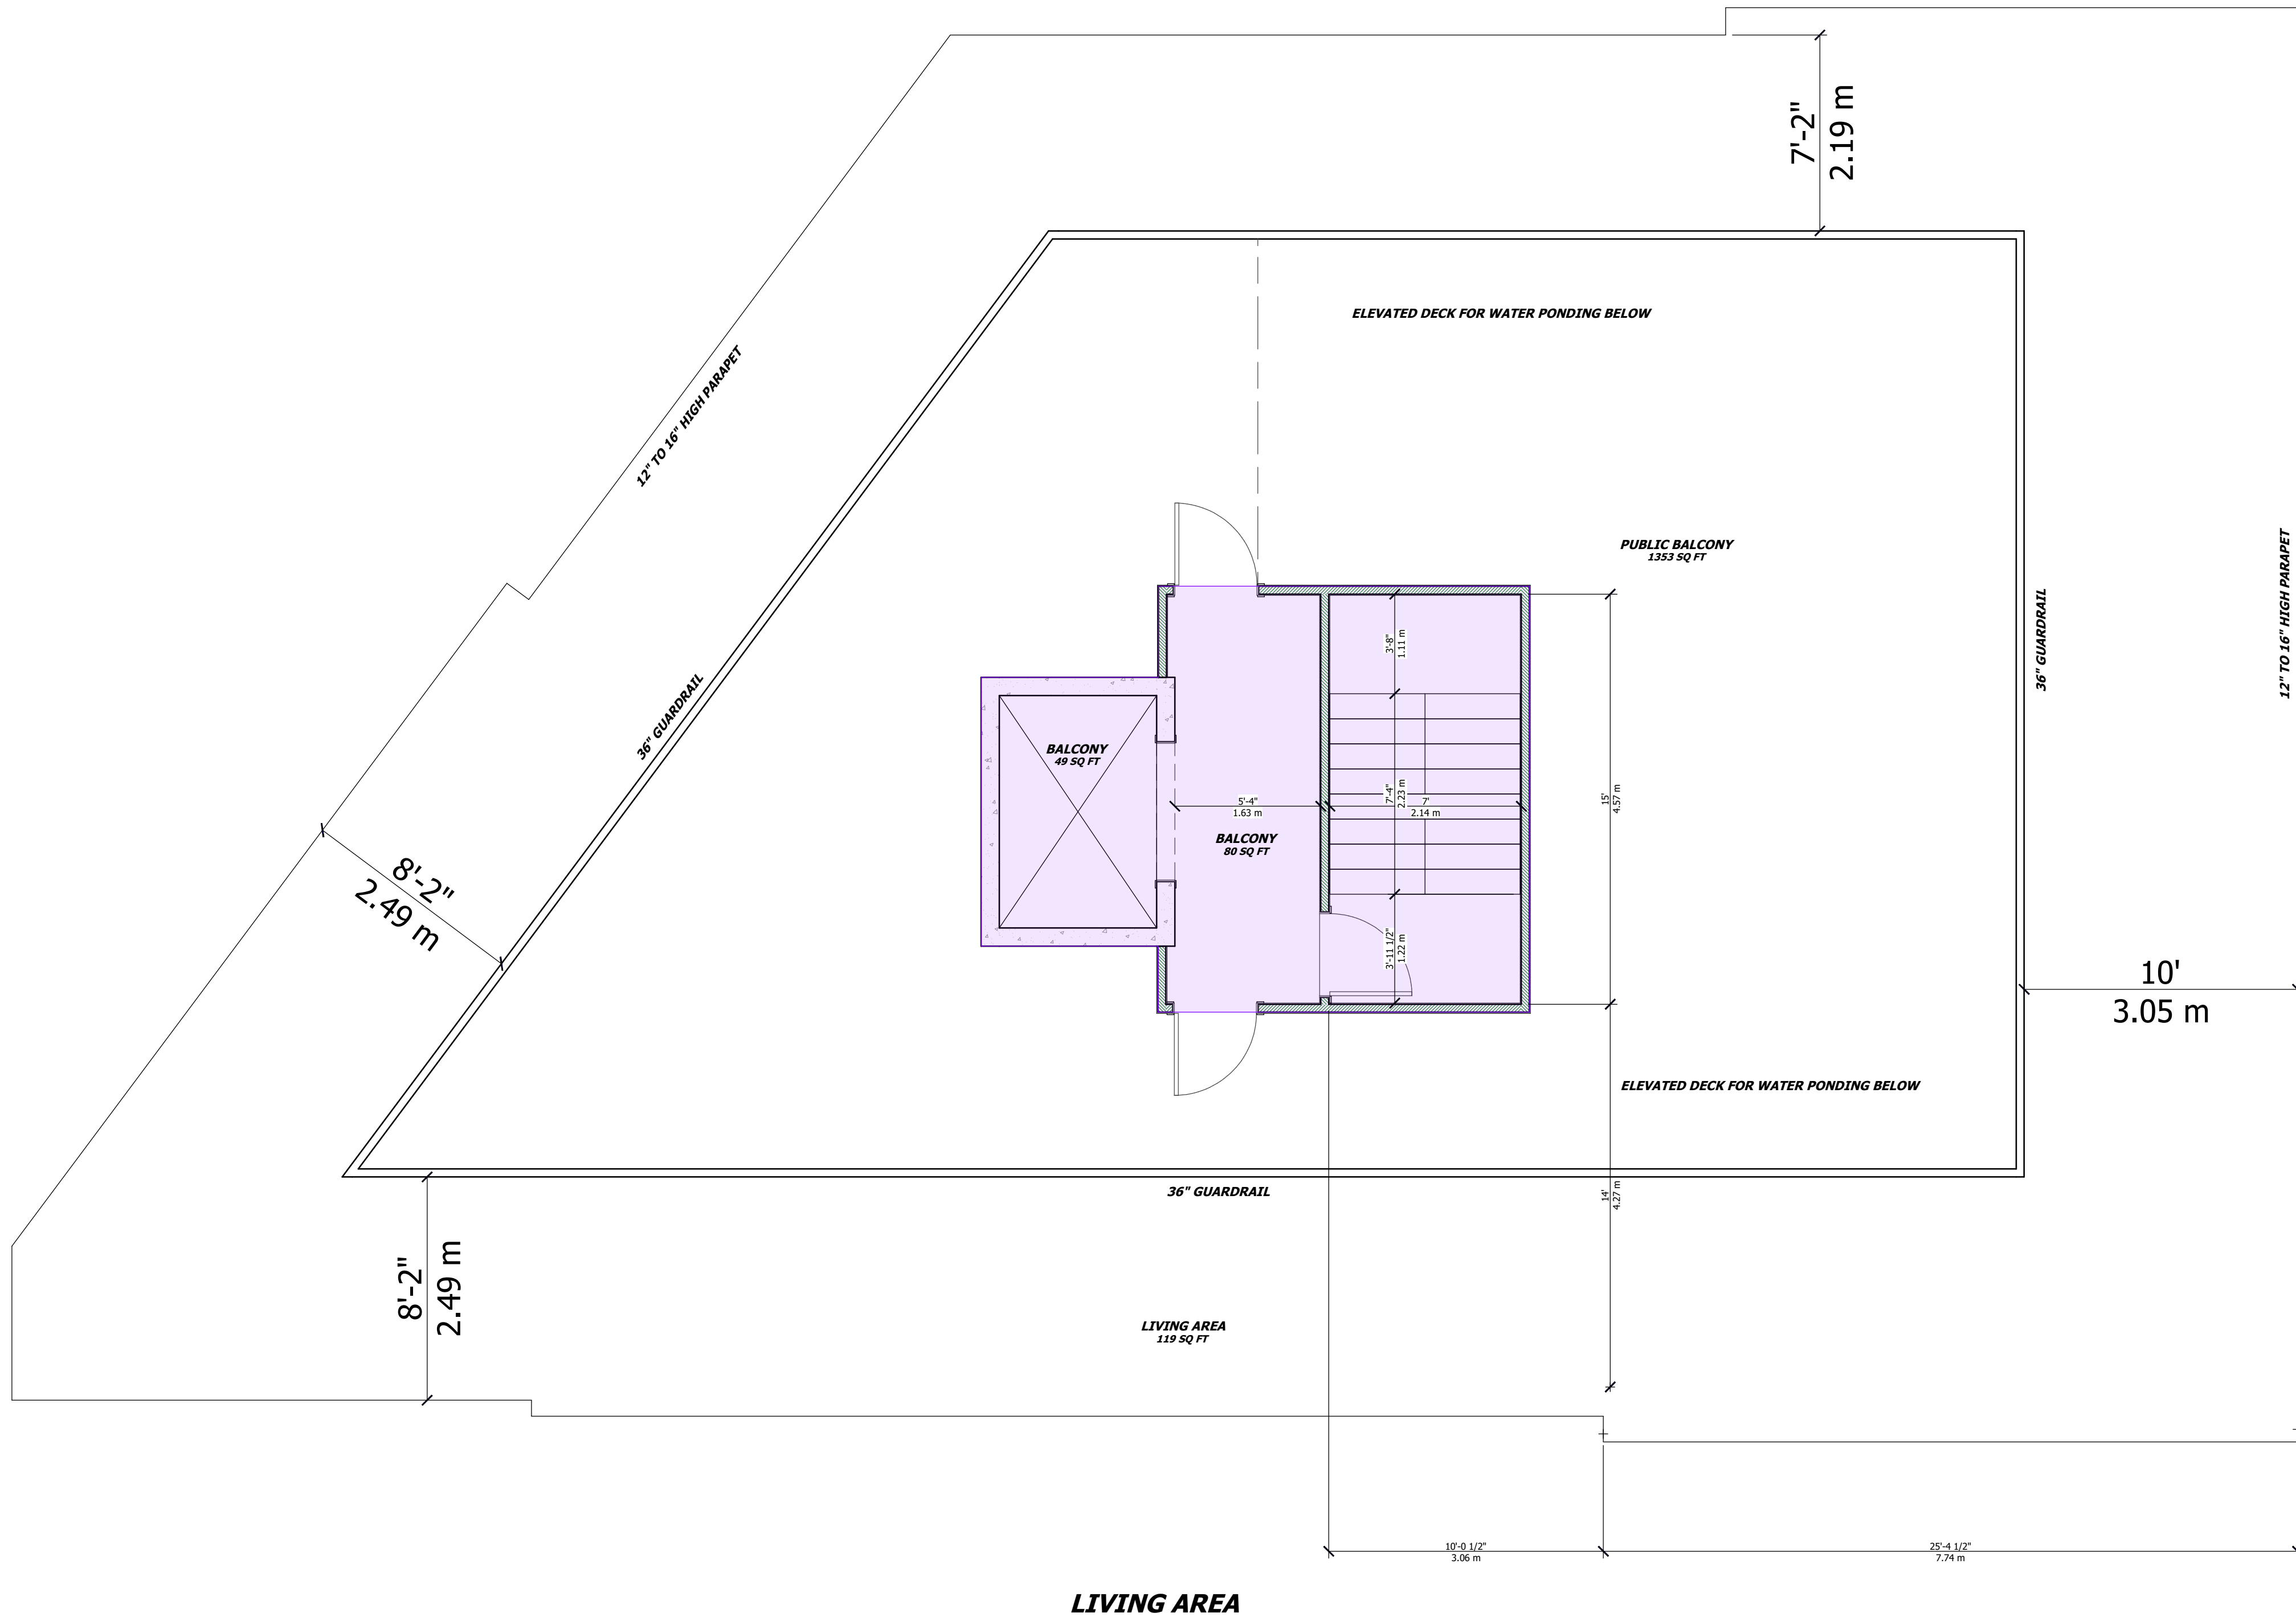 7'-2"
2.19 m
ELEVATED DECK FOR WATER PONDING BELOW
12" TO 16" HIGH PARAPET
PUBLIC BALCONY
1353 SQ FT
36" GUARDRAIL
12" TO 16" HIGH PARAPET
3'-8"
1.11 m
36" GUARDRAIL
BALCONY
49 SQ FT
5'-4"
1.63 m
7'-4"
2.23 m
7'
2.14 m
15'
4.57 m
BALCONY
80 SQ FT
8'-2"
2.49 m
3'-11 1/2"
1.22 m
10'
3.05 m
ELEVATED DECK FOR WATER PONDING BELOW
36" GUARDRAIL
14'
4.27 m
8'-2"
2.49 m
LIVING AREA
119 SQ FT
10'-0 1/2"
3.06 m
25'-4 1/2"
7.74 m
LIVING AREA